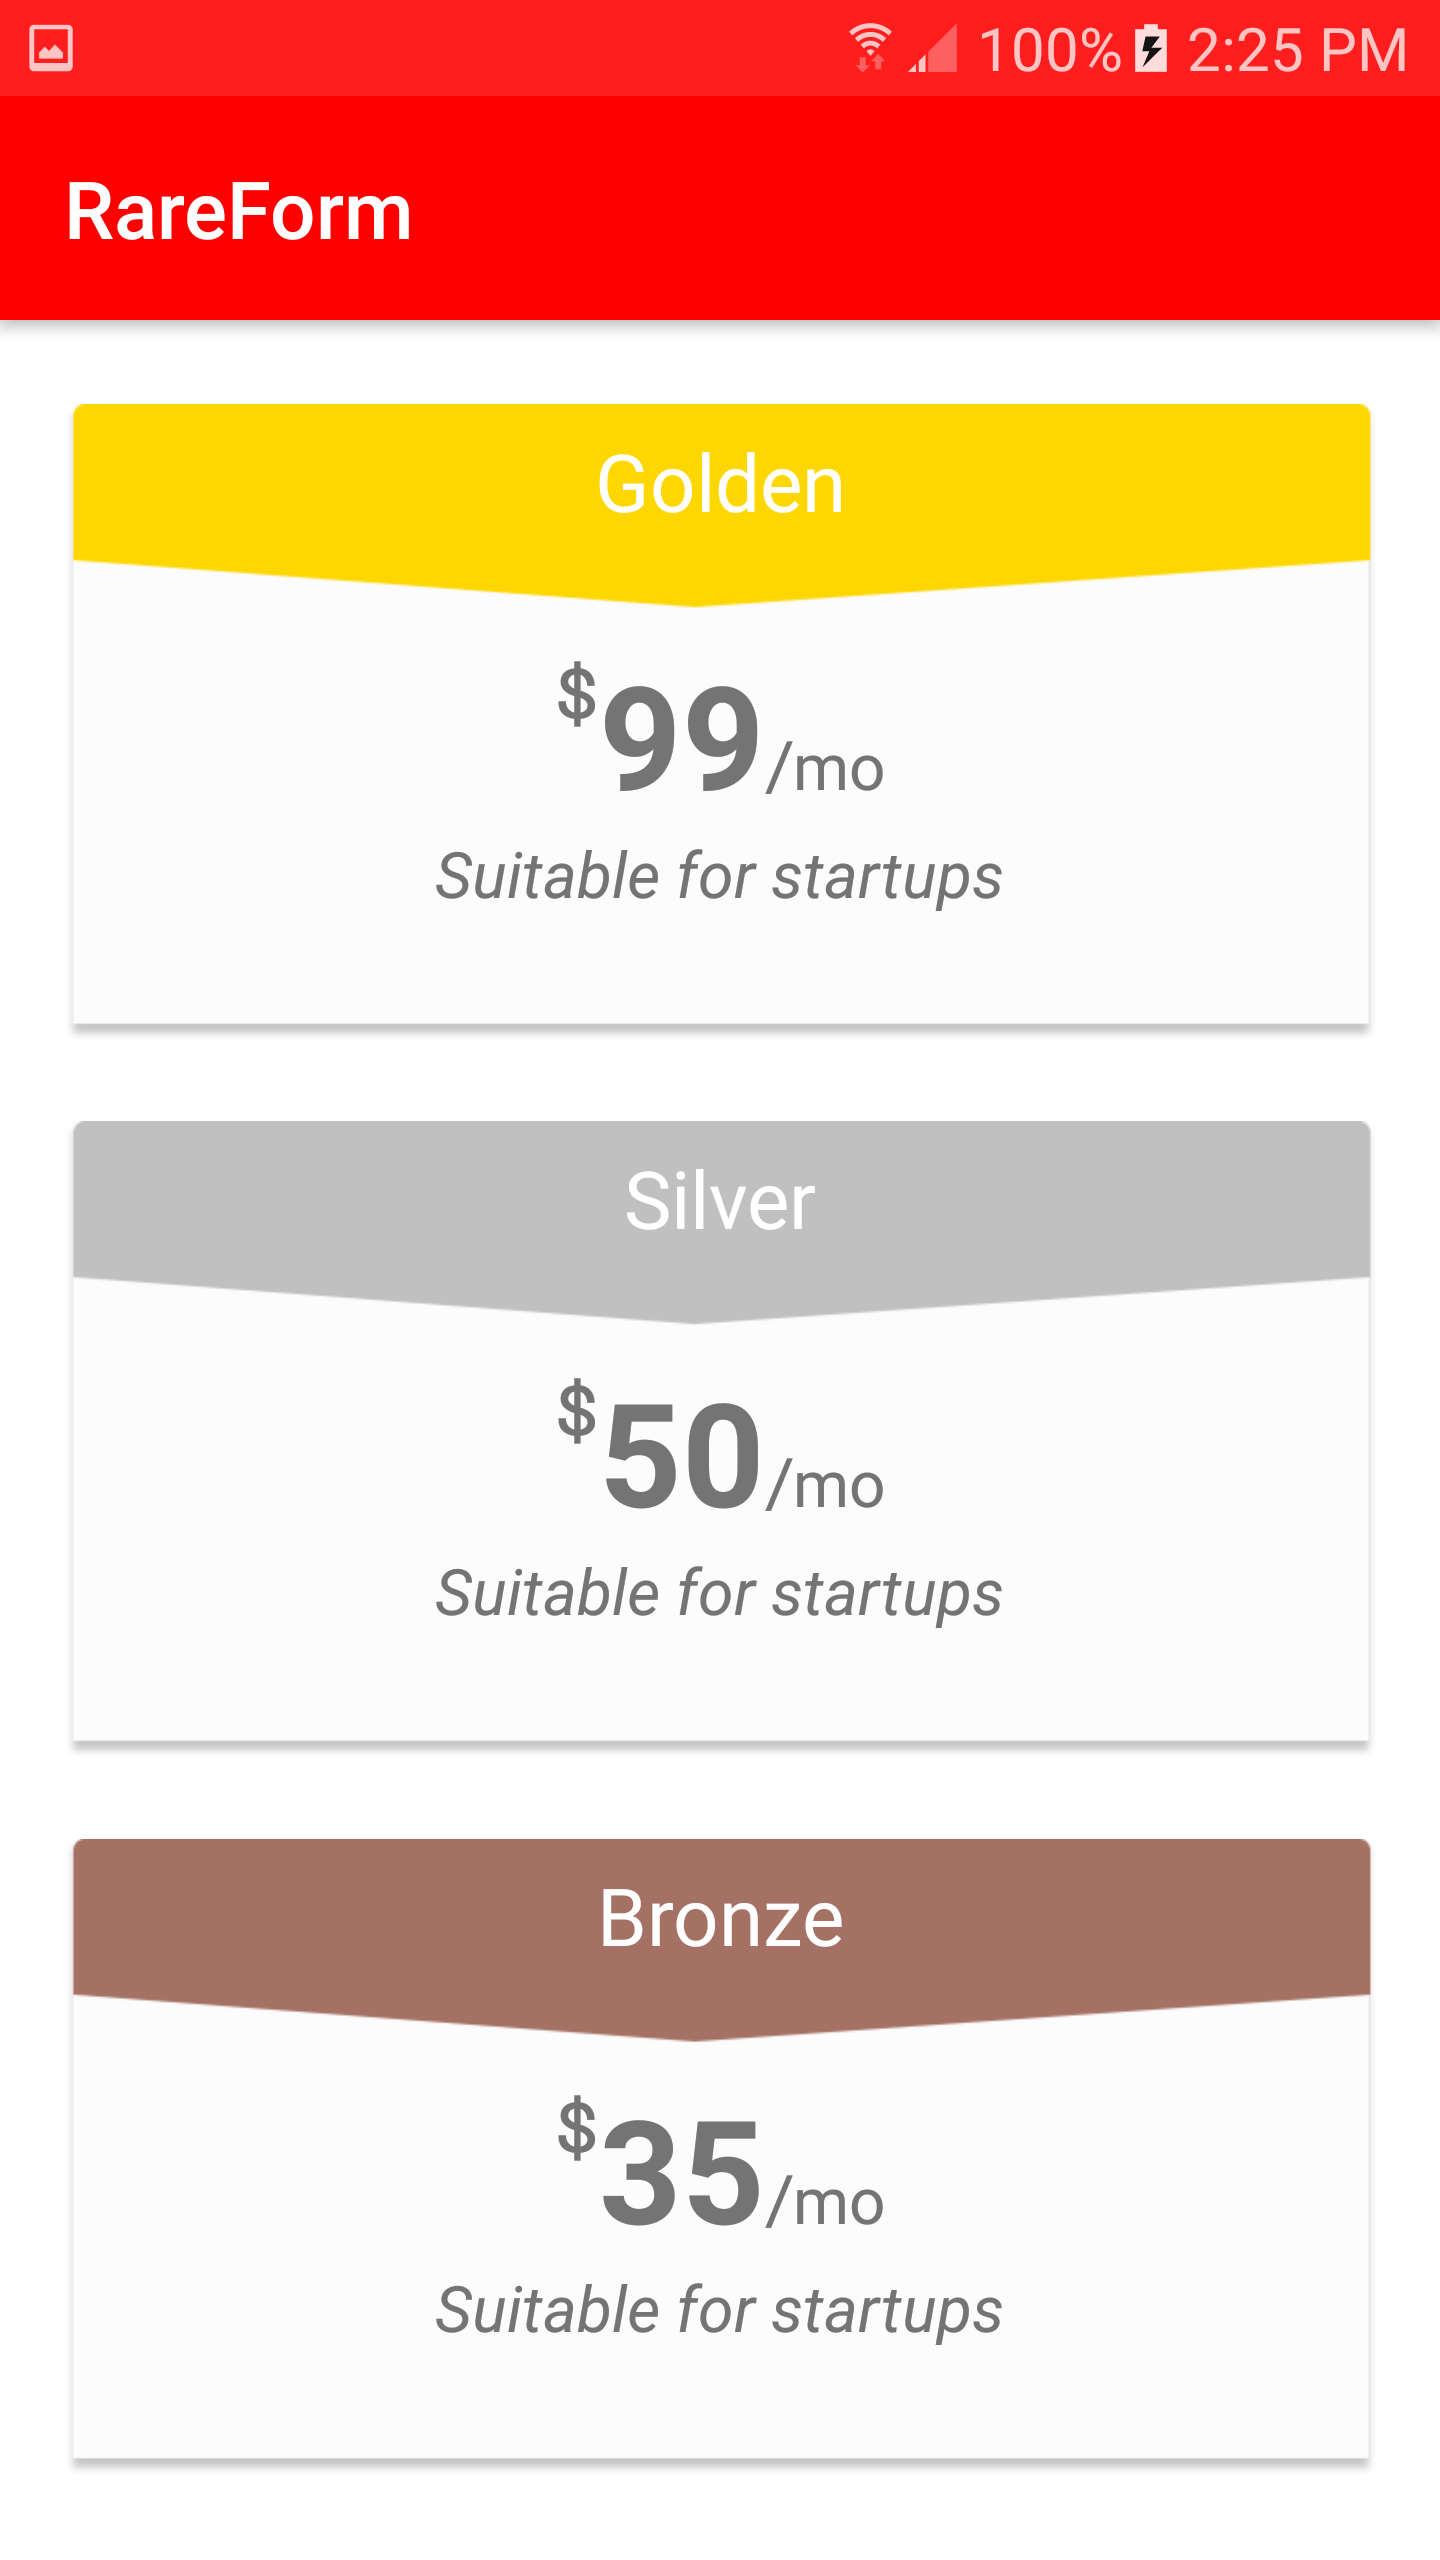 100% 2:25 PM
RareForm
Golden
$99/mo
Suitable for startups
Silver
$50/mo
Suitable for startups
Bronze
$35/mo
Suitable for startups